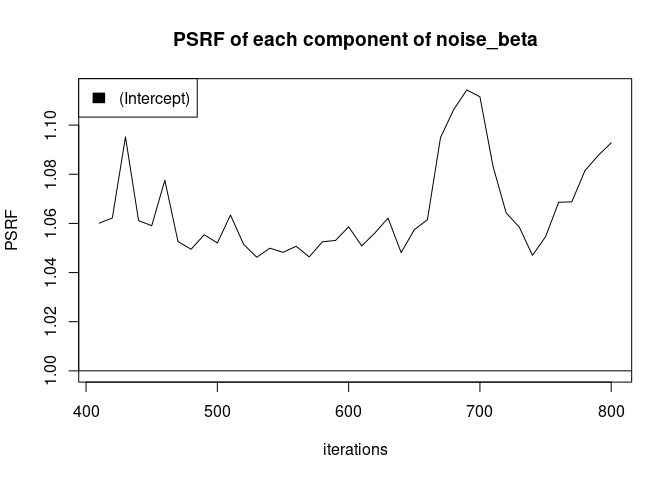 PSRF of each component of noise_beta
(Intercept)
PSRF
1.10
1.08
1.06
1.04
1.02
1.00
400 500 600 700 800
iterations